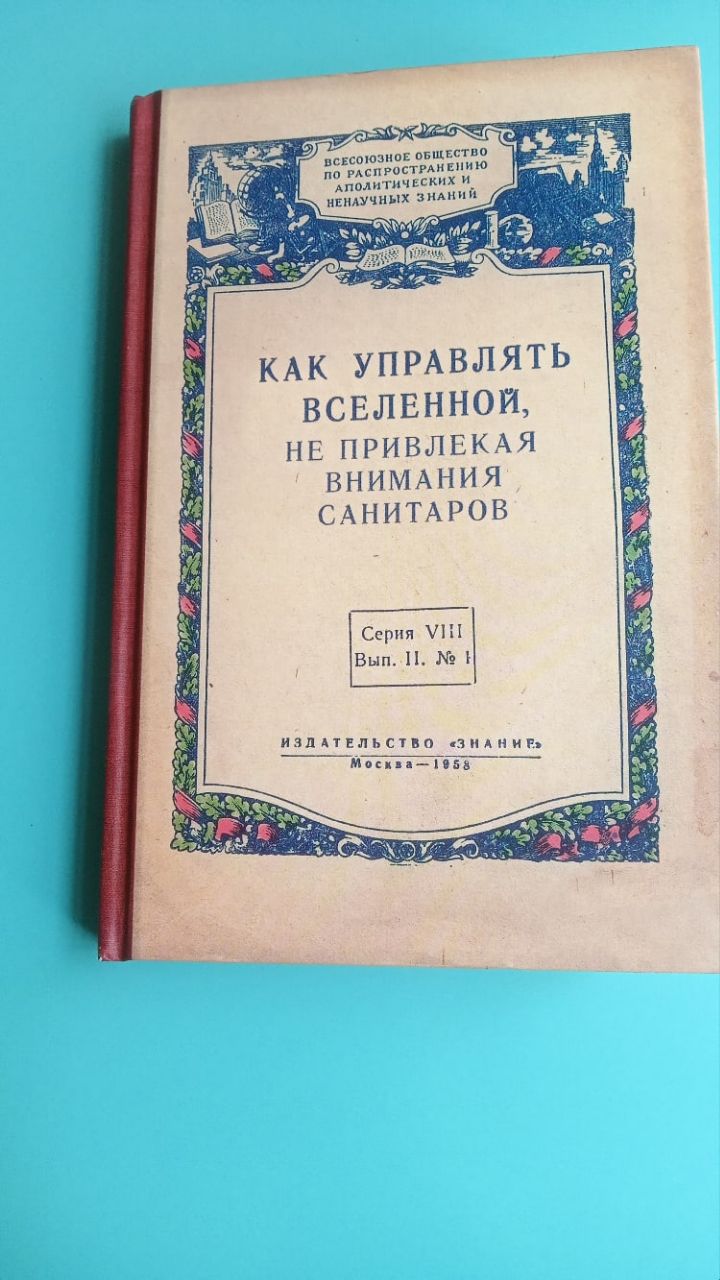 ВСЕСОЮЗНОЕ ОБЩЕСТВО
ПО РАСПРОСТРАНЕНИЮ
АПОЛИТИЧЕСКИХ И
НЕНАУЧНЫХ ЗНАНИЙ
КАК УПРАВЛЯТЬ
ВСЕЛЕННОЙ,
НЕ ПРИВЛЕКАЯ
ВНИМАНИЯ
САНИТАРОВ
Серия VIII
Вып. II. №
ИЗДАТЕЛЬСТВО «ЗНАНИЕ»
Москва—1958